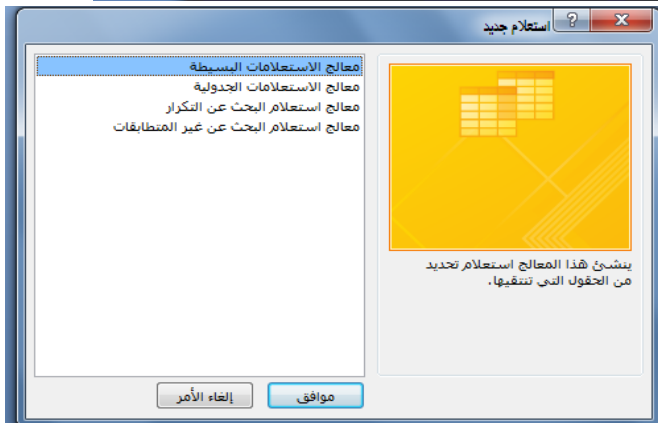 استعلام جديد
معالج الاستعلامات البسيطة
معالج الاستعلامات الجدولية
معالج استعلام البحث عن التكرار
معالج استعلام البحث عن غير المتطابقات
ينشئ هذا المعالج استعلام تحديد
من الحقول التي تنتقيها.
موافق
إلغاء الأمر